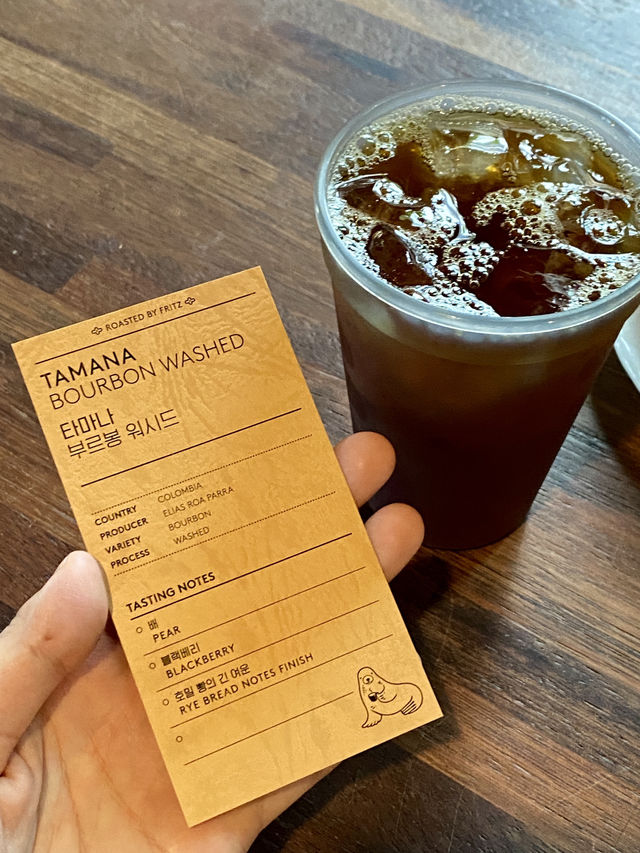 ROASTED BY FRITZ
TAMANA
BOURBON WASHED
타마나
부르봉 워시드
COUNTRY COLOMBIA
PRODUCER ELIAS ROA PARRA
VARIETY BOURBON
PROCESS WASHED
TASTING NOTES
배
PEAR
블랙베리
BLACKBERRY
호밀 빵의 긴 여운
RYE BREAD NOTES FINISH